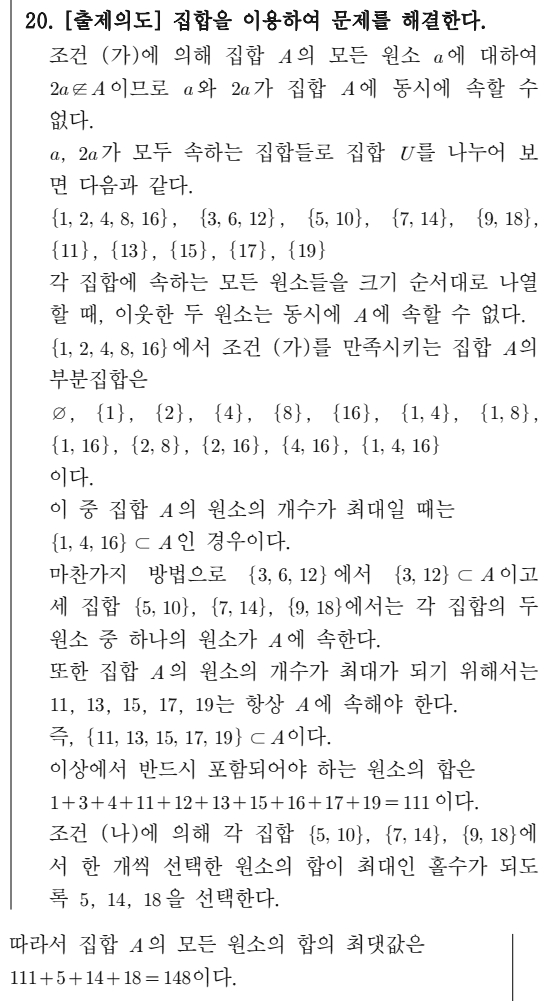 20. [출제의도] 집합을 이용하여 문제를 해결한다.
조건 (가)에 의해 집합 A의 모든 원소 a에 대하여
2a∉A이므로 a와 2a가 집합 A에 동시에 속할 수
없다.
a, 2a가 모두 속하는 집합들로 집합 U를 나누어 보
면 다음과 같다.
{1, 2, 4, 8, 16}, {3, 6, 12}, {5, 10}, {7, 14}, {9, 18},
{11}, {13}, {15}, {17}, {19}
각 집합에 속하는 모든 원소들을 크기 순서대로 나열
할 때, 이웃한 두 원소는 동시에 A에 속할 수 없다.
{1, 2, 4, 8, 16}에서 조건 (가)를 만족시키는 집합 A의
부분집합은
∅, {1}, {2}, {4}, {8}, {16}, {1, 4}, {1, 8},
{1, 16}, {2, 8}, {2, 16}, {4, 16}, {1, 4, 16}
이다.
이 중 집합 A의 원소의 개수가 최대일 때는
{1, 4, 16}⊂A인 경우이다.
마찬가지 방법으로 {3, 6, 12}에서 {3, 12}⊂A이고
세 집합 {5, 10}, {7, 14}, {9, 18}에서는 각 집합의 두
원소 중 하나의 원소가 A에 속한다.
또한 집합 A의 원소의 개수가 최대가 되기 위해서는
11, 13, 15, 17, 19는 항상 A에 속해야 한다.
즉, {11, 13, 15, 17, 19}⊂A이다.
이상에서 반드시 포함되어야 하는 원소의 합은
1+3+4+11+12+13+15+16+17+19=111이다.
조건 (나)에 의해 각 집합 {5, 10}, {7, 14}, {9, 18}에
서 한 개씩 선택한 원소의 합이 최대인 홀수가 되도
록 5, 14, 18을 선택한다.
따라서 집합 A의 모든 원소의 합의 최댓값은
111+5+14+18=148이다.